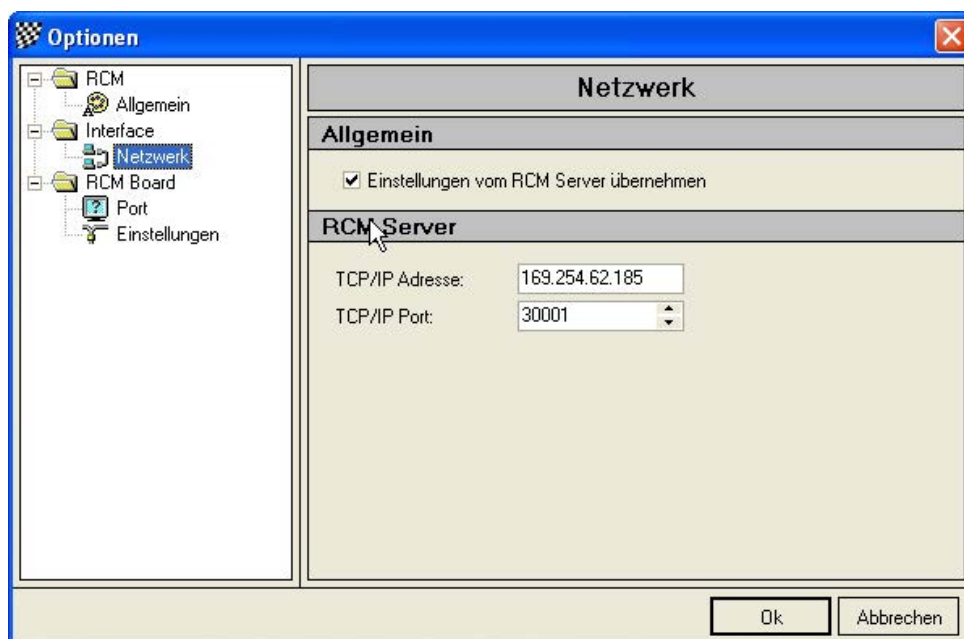 Optionen
RCM
Allgemein
Interface
Netzwerk
RCM Board
Port
Einstellungen
Netzwerk
Allgemein
Einstellungen vom RCM Server übernehmen
RCM Server
TCP/IP Adresse: 169.254.62.185
TCP/IP Port: 30001
Ok Abbrechen